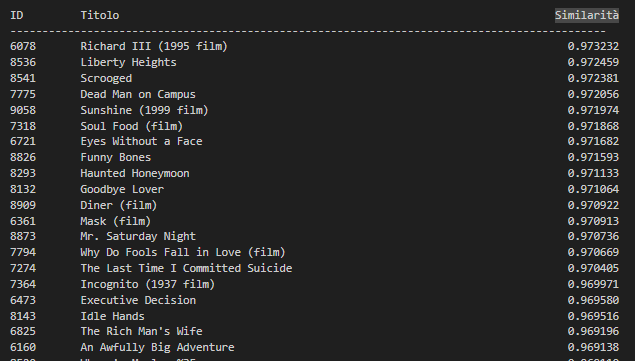 ID Titolo Similarità
--------------------------------------------------------------------------------------------
6078 Richard III (1995 film) 0.973232
8536 Liberty Heights 0.972459
8541 Scrooged 0.972381
7775 Dead Man on Campus 0.972056
9058 Sunshine (1999 film) 0.971974
7318 Soul Food (film) 0.971868
6721 Eyes Without a Face 0.971682
8826 Funny Bones 0.971593
8293 Haunted Honeymoon 0.971133
8132 Goodbye Lover 0.971064
8909 Diner (film) 0.970922
6361 Mask (film) 0.970913
8873 Mr. Saturday Night 0.970736
7794 Why Do Fools Fall in Love (film) 0.970669
7274 The Last Time I Committed Suicide 0.970405
7364 Incognito (1937 film) 0.969971
6473 Executive Decision 0.969580
8143 Idle Hands 0.969516
6825 The Rich Man's Wife 0.969196
6160 An Awfully Big Adventure 0.969138